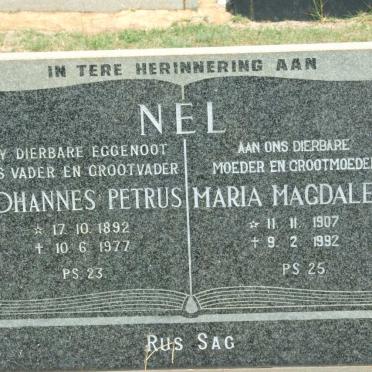 IN TERE HERINNERING AAN
NEL
Y DIERBARE EGGENOOT
S VADER EN GROOTVADER
OHANNES PETRUS
☆ 17. 10. 1892
✝ 10. 6. 1977
PS. 23
AAN ONS DIERBARE
MOEDER EN GROOTMOEDE
MARIA MAGDALE
☆ 11. 11. 1907
✝ 9. 2. 1992
PS. 25
RUS SAG